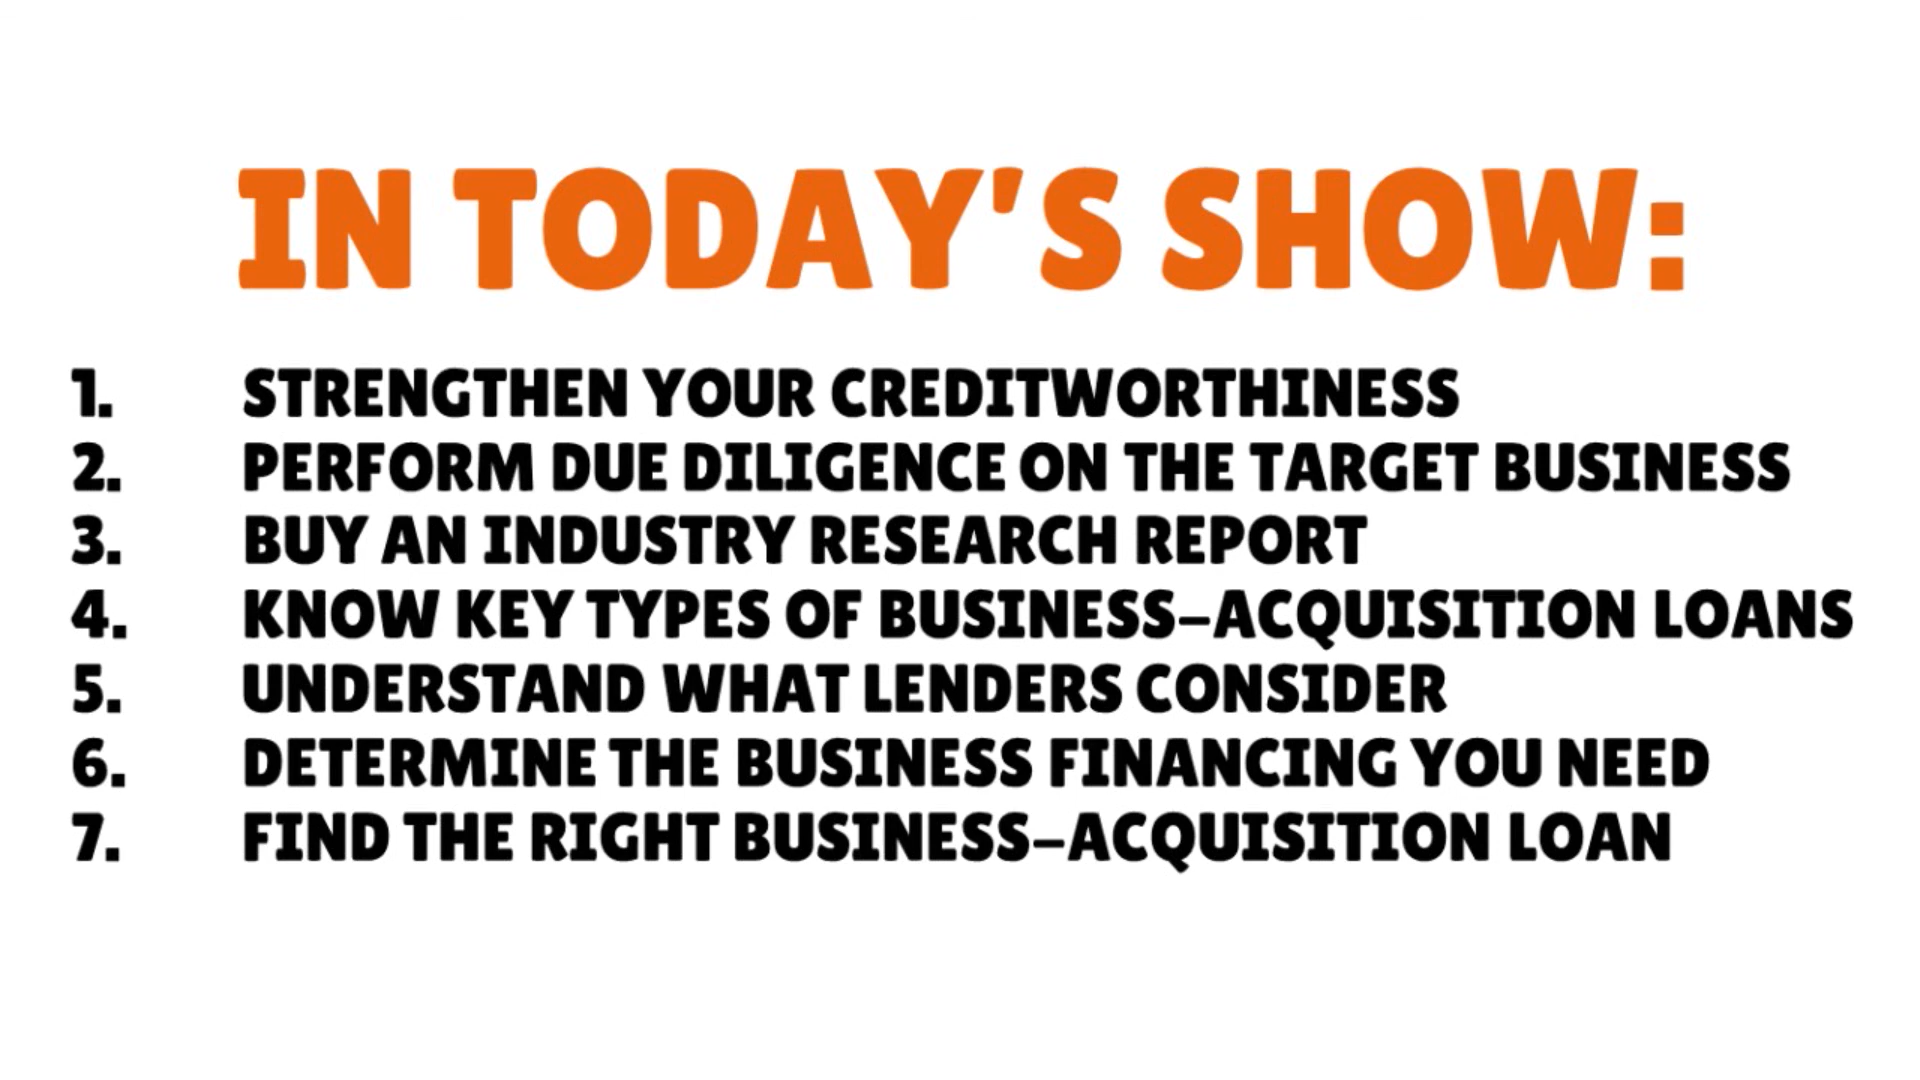 IN TODAY'S SHOW:
1. STRENGTHEN YOUR CREDITWORTHINESS
2. PERFORM DUE DILIGENCE ON THE TARGET BUSINESS
3. BUY AN INDUSTRY RESEARCH REPORT
4. KNOW KEY TYPES OF BUSINESS–ACQUISITION LOANS
5. UNDERSTAND WHAT LENDERS CONSIDER
6. DETERMINE THE BUSINESS FINANCING YOU NEED
7. FIND THE RIGHT BUSINESS–ACQUISITION LOAN